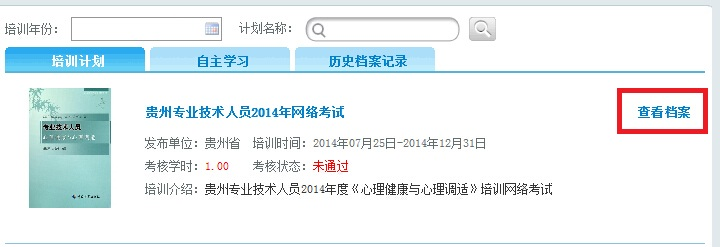 培训年份： 计划名称：
培训计划 自主学习 历史档案记录
专业技术人员
贵州专业技术人员2014年网络考试 查看档案
发布单位：贵州省 培训时间：2014年07月25日-2014年12月31日
考核学时：1.00 考核状态：未通过
培训介绍：贵州专业技术人员2014年度《心理健康与心理调适》培训网络考试